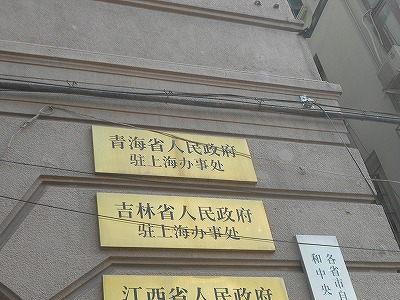 青海省人民政府
驻上海办事处
吉林省人民政府
驻上海办事处
江西省人民政府
各省市自
和中央